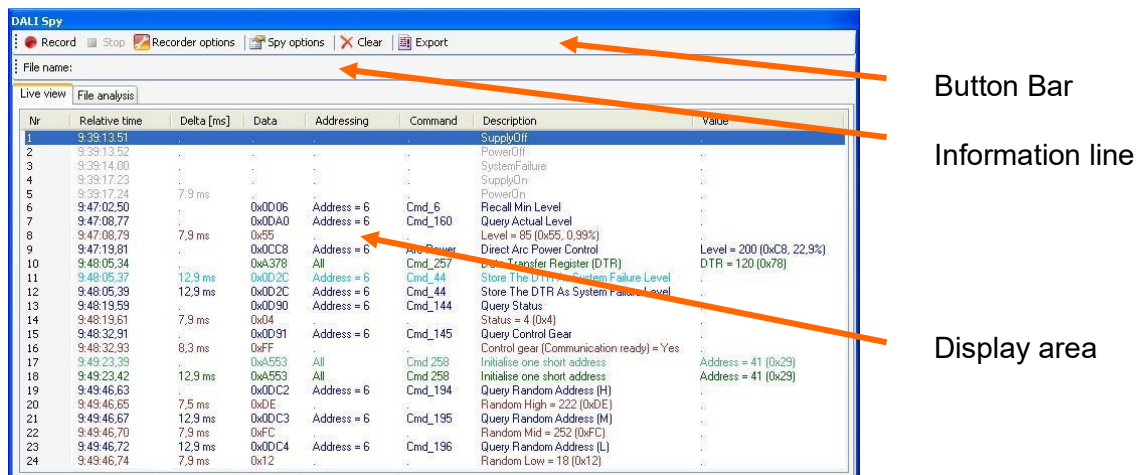 DALI Spy
Record Stop Recorder options Spy options Clear Export
File name:
Live view File analysis
Nr Relative time Delta [ms] Data Addressing Command Description Value
1 9:39:13.51 . . . . SupplyOff .
2 9:39:13.52 . . . . PowerOff .
3 9:39:14.00 . . . . SystemFailure .
4 9:39:17.23 . . . . SupplyOn .
5 9:39:17.24 7.9 ms . . . PowerOn .
6 9:47:02,50 . 0x0D06 Address = 6 Cmd_6 Recall Min Level .
7 9:47:08,77 . 0x0DA0 Address = 6 Cmd_160 Query Actual Level .
8 9:47:08,79 7,9 ms 0x55 . . Level = 85 (0x55, 0,99%) .
9 9:47:19,81 . 0x0CC8 Address = 6 Arc Power Direct Arc Power Control Level = 200 (0xC8, 22,9%)
10 9:48:05,34 . 0xA378 All Cmd_257 Data Transfer Register (DTR) DTR = 120 (0x78)
11 9:48:05,37 12,9 ms 0x0D2C Address = 6 Cmd_44 Store The DTR As System Failure Level .
12 9:48:05,39 12,9 ms 0x0D2C Address = 6 Cmd_44 Store The DTR As System Failure Level .
13 9:48:19,59 . 0x0D90 Address = 6 Cmd_144 Query Status .
14 9:48:19,61 7,9 ms 0x04 . . Status = 4 (0x4) .
15 9:48:32,91 . 0x0D91 Address = 6 Cmd_145 Query Control Gear .
16 9:48:32,93 8,3 ms 0xFF . . Control gear (Communication ready) = Yes .
17 9:49:23,39 . 0xA553 All Cmd 258 Initialise one short address Address = 41 (0x29)
18 9:49:23,42 12,9 ms 0xA553 All Cmd 258 Initialise one short address Address = 41 (0x29)
19 9:49:46,63 . 0x0DC2 Address = 6 Cmd_194 Query Random Address (H) .
20 9:49:46,65 7,5 ms 0xDE . . Random High = 222 (0xDE) .
21 9:49:46,67 12,9 ms 0x0DC3 Address = 6 Cmd_195 Query Random Address (M) .
22 9:49:46,70 7,9 ms 0xFC . . Random Mid = 252 (0xFC) .
23 9:49:46,72 12,9 ms 0x0DC4 Address = 6 Cmd_196 Query Random Address (L) .
24 9:49:46,74 7,9 ms 0x12 . . Random Low = 18 (0x12) .
Button Bar
Information line
Display area